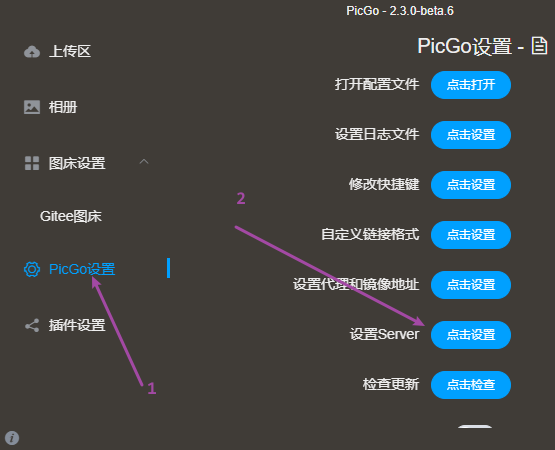 PicGo - 2.3.0-beta.6
上传区
相册
图床设置
Gitee图床
PicGo设置
插件设置
1
2
PicGo设置 -
打开配置文件 点击打开
设置日志文件 点击设置
修改快捷键 点击设置
自定义链接格式 点击设置
设置代理和镜像地址 点击设置
设置Server 点击设置
检查更新 点击检查